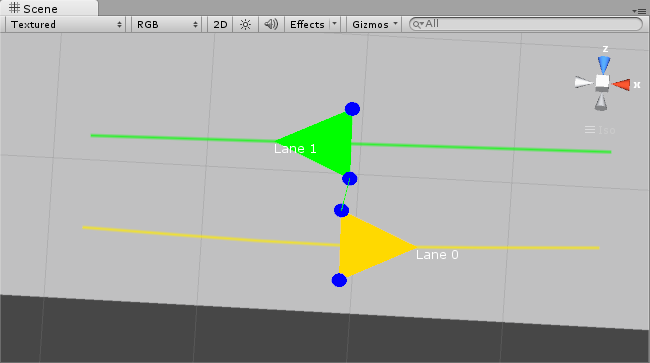 Scene
Textured RGB 2D Effects Gizmos All
z
x
Iso
Lane 1
Lane 0